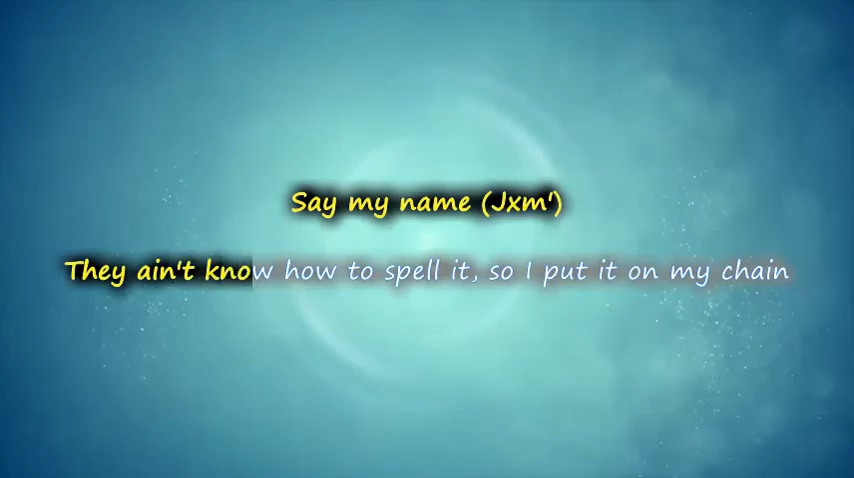 Say my name (Jxm')
They ain't know how to spell it, so I put it on my chain